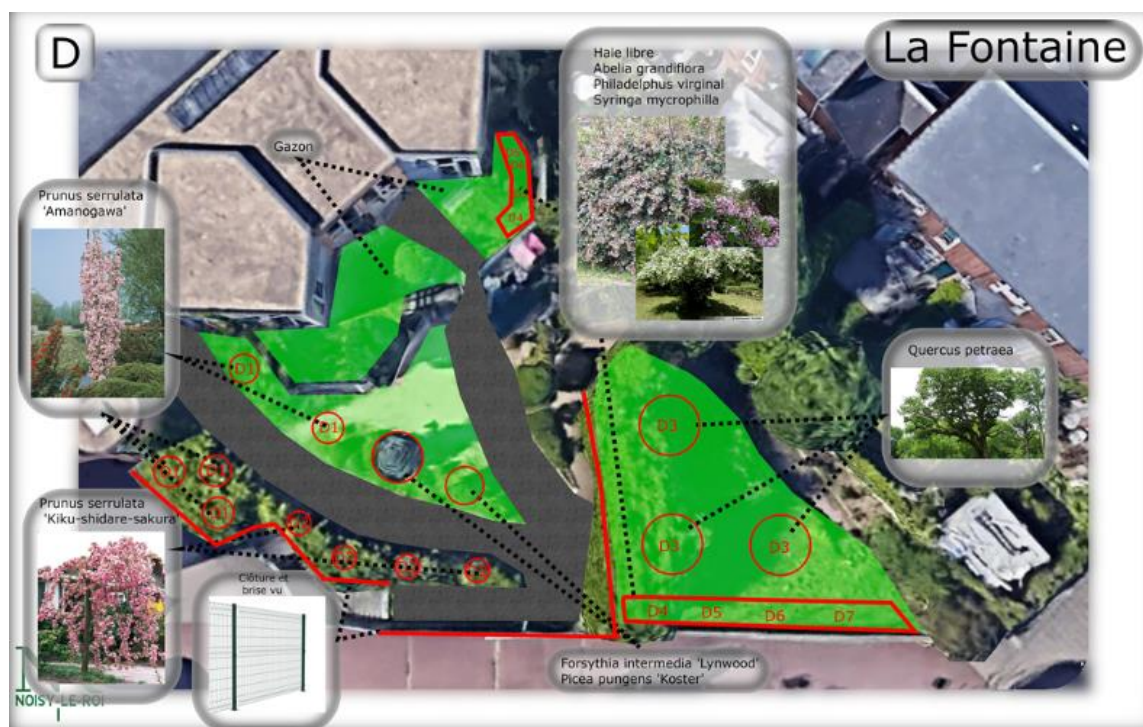 D
La Fontaine
Haie libre
Abelia grandiflora
Philadelphus virginal
Syringa mycrophilla
Gazon
Prunus serrulata
'Amanogawa'
Quercus petraea
D1
D1
D3
D3
D3
D4
D5
D6
D7
Prunus serrulata
'Kiku-shidare-sakura'
Clôture et
brise vu
Forsythia intermedia 'Lynwood'
Picea pungens 'Koster'
NOISY-LE-ROI